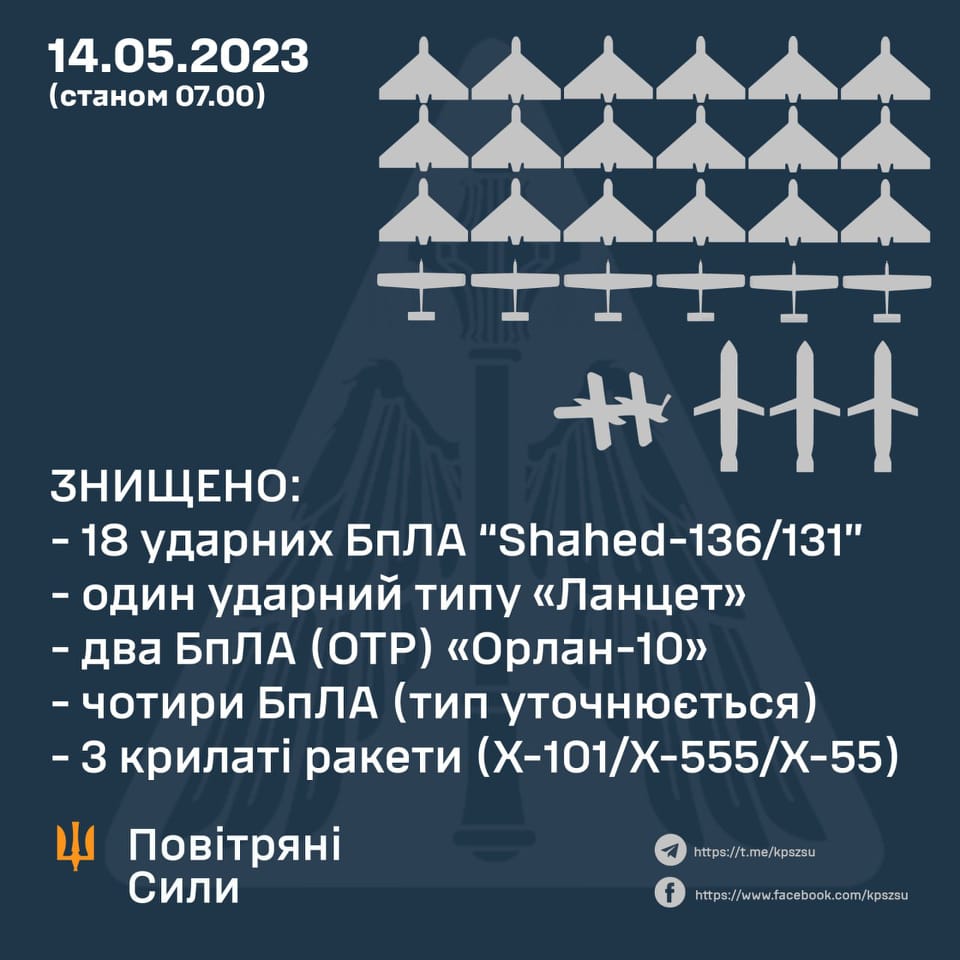 14.05.2023
(станом 07.00)
ЗНИЩЕНО:
- 18 ударних БпЛА “Shahed-136/131”
- один ударний типу «Ланцет»
- два БпЛА (ОТР) «Орлан-10»
- чотири БпЛА (тип уточнюється)
- 3 крилаті ракети (Х-101/Х-555/Х-55)
Повітряні
Сили
https://t.me/kpszsu
https://www.facebook.com/kpszsu